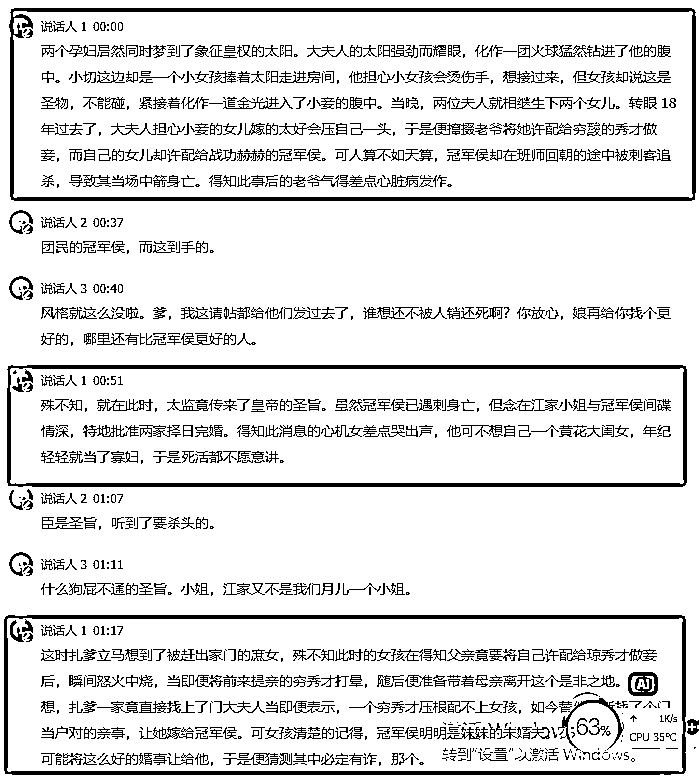 说话人 1 00:00
两个孕妇居然同时梦到了象征皇权的太阳。大夫人的太阳强劲而耀眼，化作一团火球猛然钻进了他的腹
中。小切这边却是一个小女孩捧着太阳走进房间，他担心小女孩会烫伤手，想接过来，但女孩却说这是
圣物，不能碰，紧接着化作一道金光进入了小妾的腹中。当晚，两位夫人就相继生下两个女儿。转眼 18
年过去了，大夫人担心小妾的女儿嫁的太好会压自己一头，于是便撺掇老爷将她许配给穷酸的秀才做
妾，而自己的女儿却许配给战功赫赫的冠军侯。可人算不如天算，冠军侯却在班师回朝的途中被刺客追
杀，导致其当场中箭身亡。得知此事后的老爷气得差点心脏病发作。
说话人 2 00:37
团民的冠军侯，而这到手的。
说话人 3 00:40
风格就这么没啦。爹，我这请帖都给他们发过去了，谁想还不被人销还死啊？你放心，娘再给你找个更
好的，哪里还有比冠军侯更好的人。
说话人 1 00:51
殊不知，就在此时，太监竟传来了皇帝的圣旨。虽然冠军侯已遇刺身亡，但念在江家小姐与冠军侯间碟
情深，特地批准两家择日完婚。得知此消息的心机女差点哭出声，他可不想自己一个黄花大闺女，年纪
轻轻就当了寡妇，于是死活都不愿意讲。
说话人 2 01:07
臣是圣旨，听到了要杀头的。
说话人 3 01:11
什么狗屁不通的圣旨。小姐，江家又不是我们月儿一个小姐。
说话人 1 01:17
这时扎爹立马想到了被赶出家门的庶女，殊不知此时的女孩在得知父亲竟要将自己许配给琼秀才做妾
后，瞬间怒火中烧，当即便将前来提亲的穷秀才打晕，随后便准备带着母亲离开这个是非之地。
想，扎爹一家竟直接找上了门大夫人当即便表示，一个穷秀才压根配不上女孩，如今
当户对的亲事，让她嫁给冠军侯。可女孩清楚的记得，冠军侯明明是妹妹的未婚夫
可能将这么好的婚事让给他，于是便猜测其中必定有诈，那个。
AI
63%
1K/s
CPU 35℃
转到"设置"以激活 Windows。